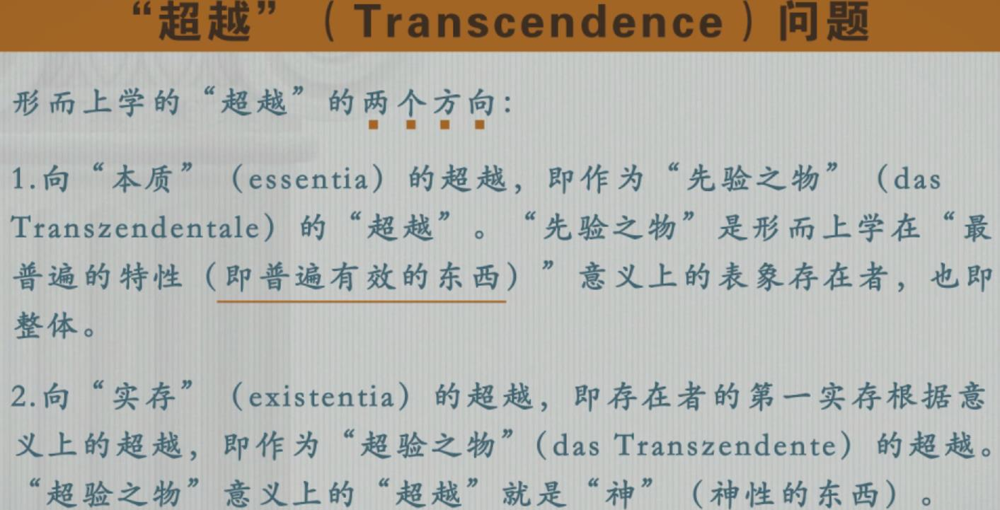 “超越”（Transcendence）问题
形而上学的“超越”的两个方向：
1.向“本质”（essentia）的超越，即作为“先验之物”（das
Transzendentale）的“超越”。“先验之物”是形而上学在“最
普遍的特性（即普遍有效的东西）”意义上的表象存在者，也即
整体。
2.向“实存”（existentia）的超越，即存在者的第一实存根据意
义上的超越，即作为“超验之物”（das Transzendente）的超越。
“超验之物”意义上的“超越”就是“神”（神性的东西）。